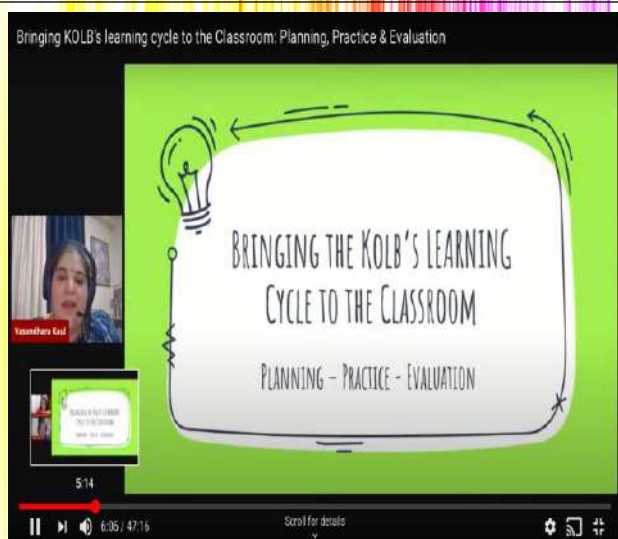 Bringing KOLB's learning cycle to the Classroom: Planning, Practice & Evaluation
BRINGING THE KOLB'S LEARNING
CYCLE TO THE CLASSROOM
PLANNING – PRACTICE - EVALUATION
Vasundhara Kaul
5:14
6:05 / 47:16
Scroll for details